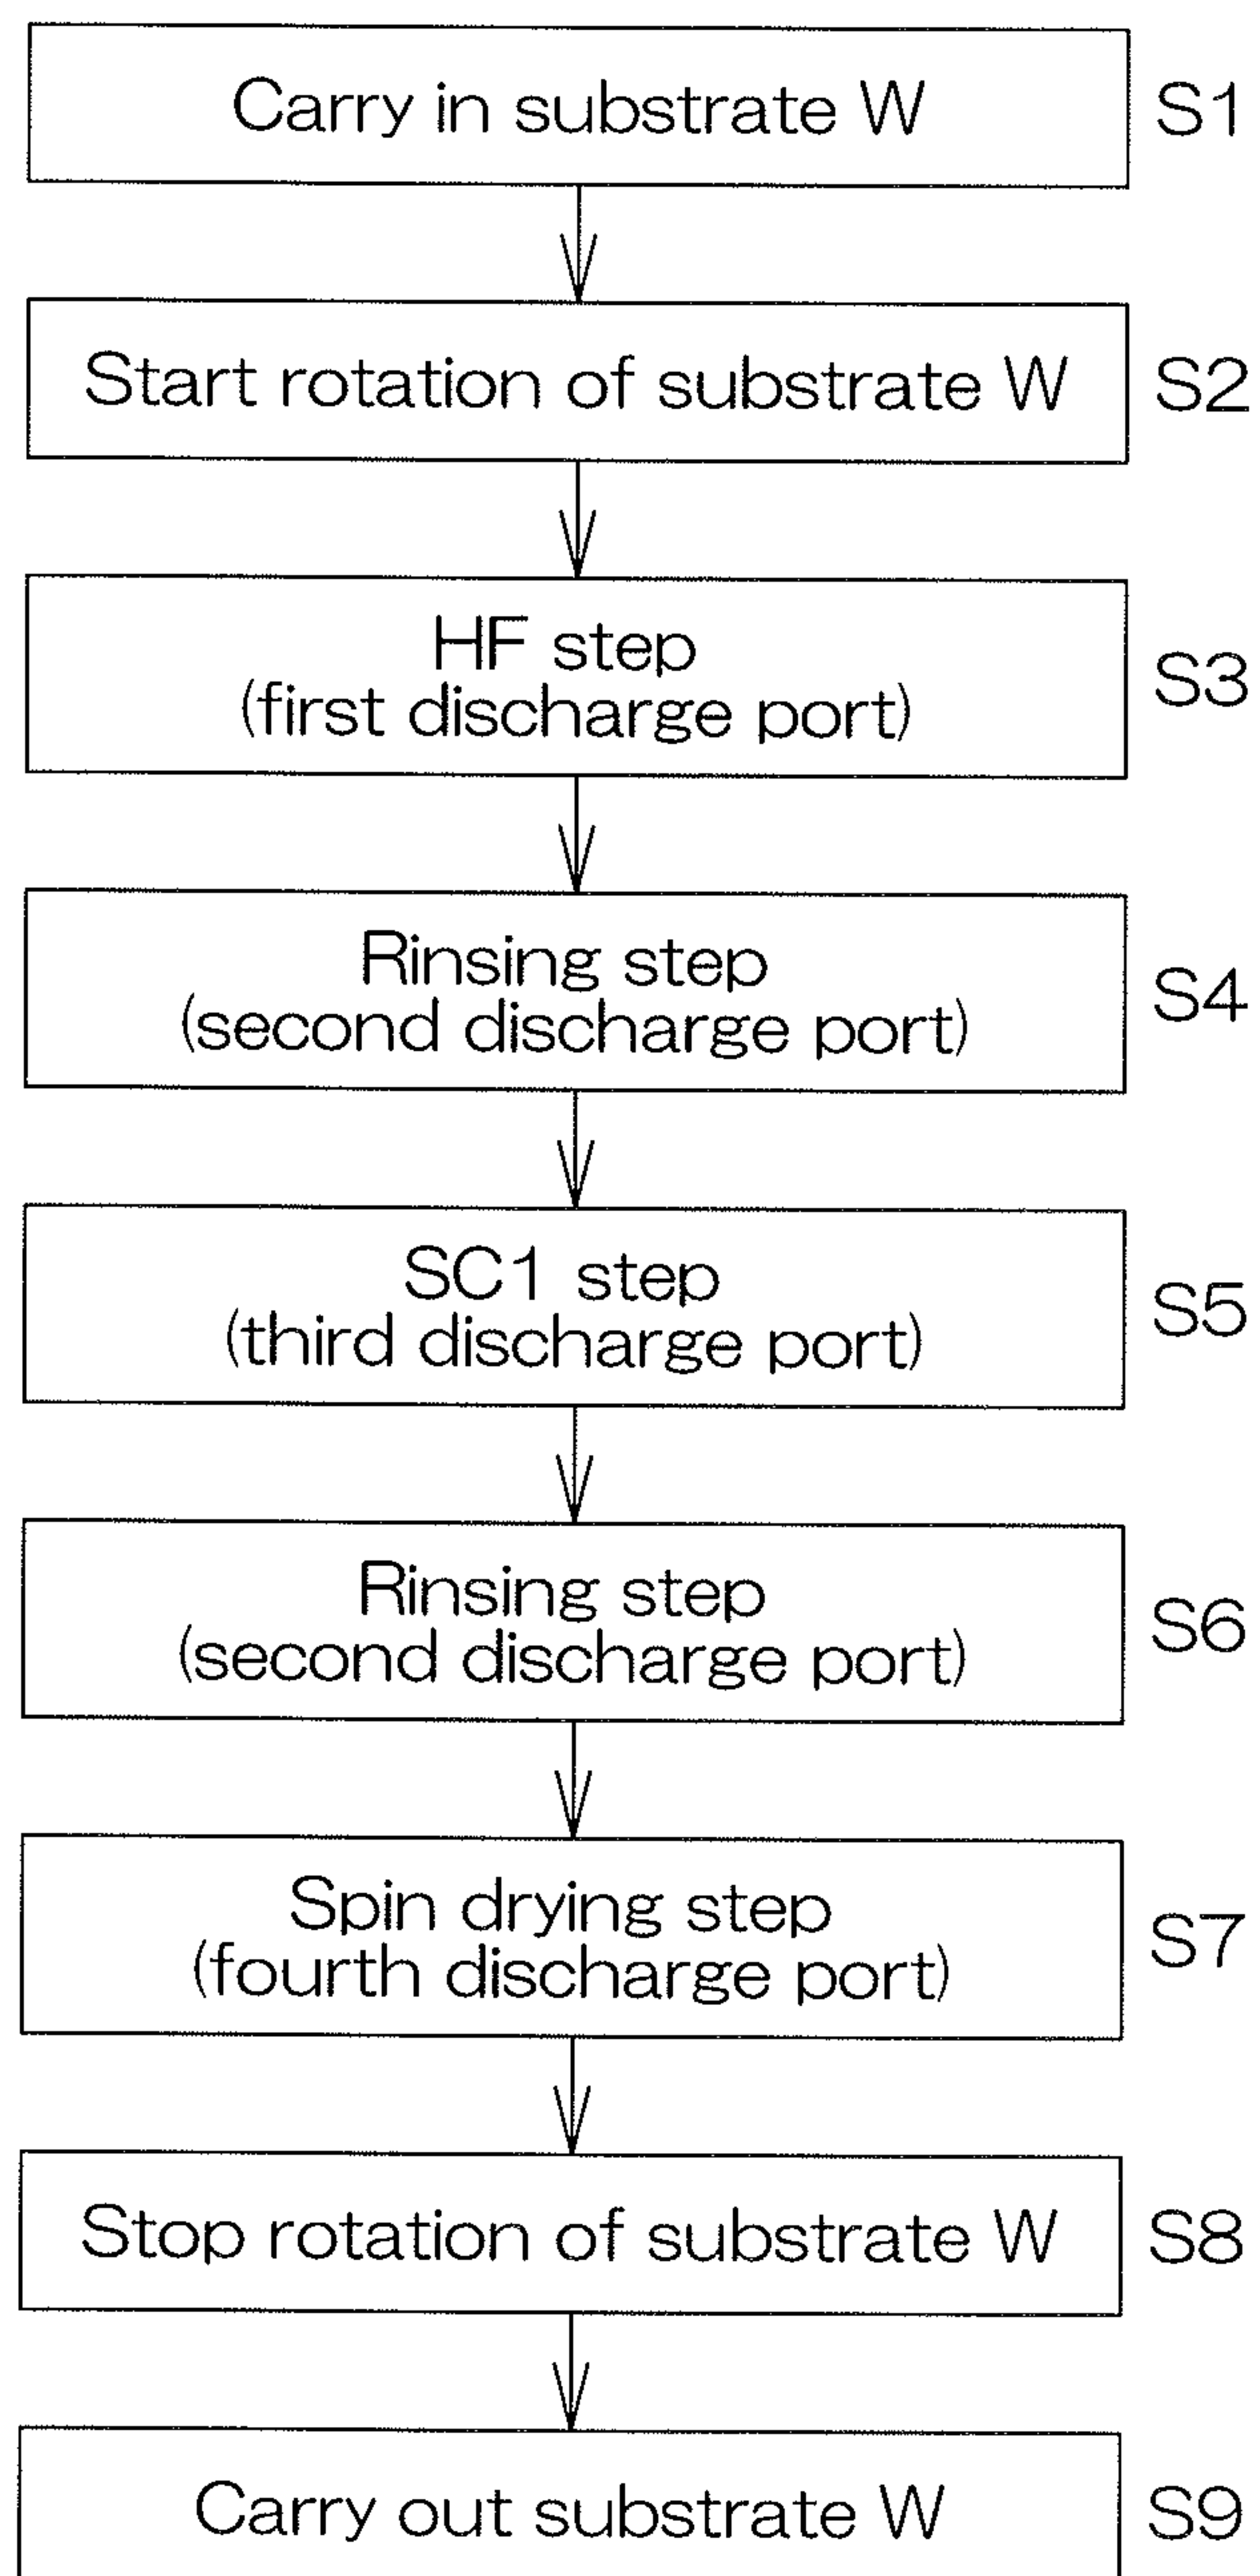 Carry in substrate W S1
Start rotation of substrate W S2
HF step
(first discharge port) S3
Rinsing step
(second discharge port) S4
SC1 step
(third discharge port) S5
Rinsing step
(second discharge port) S6
Spin drying step
(fourth discharge port) S7
Stop rotation of substrate W S8
Carry out substrate W S9